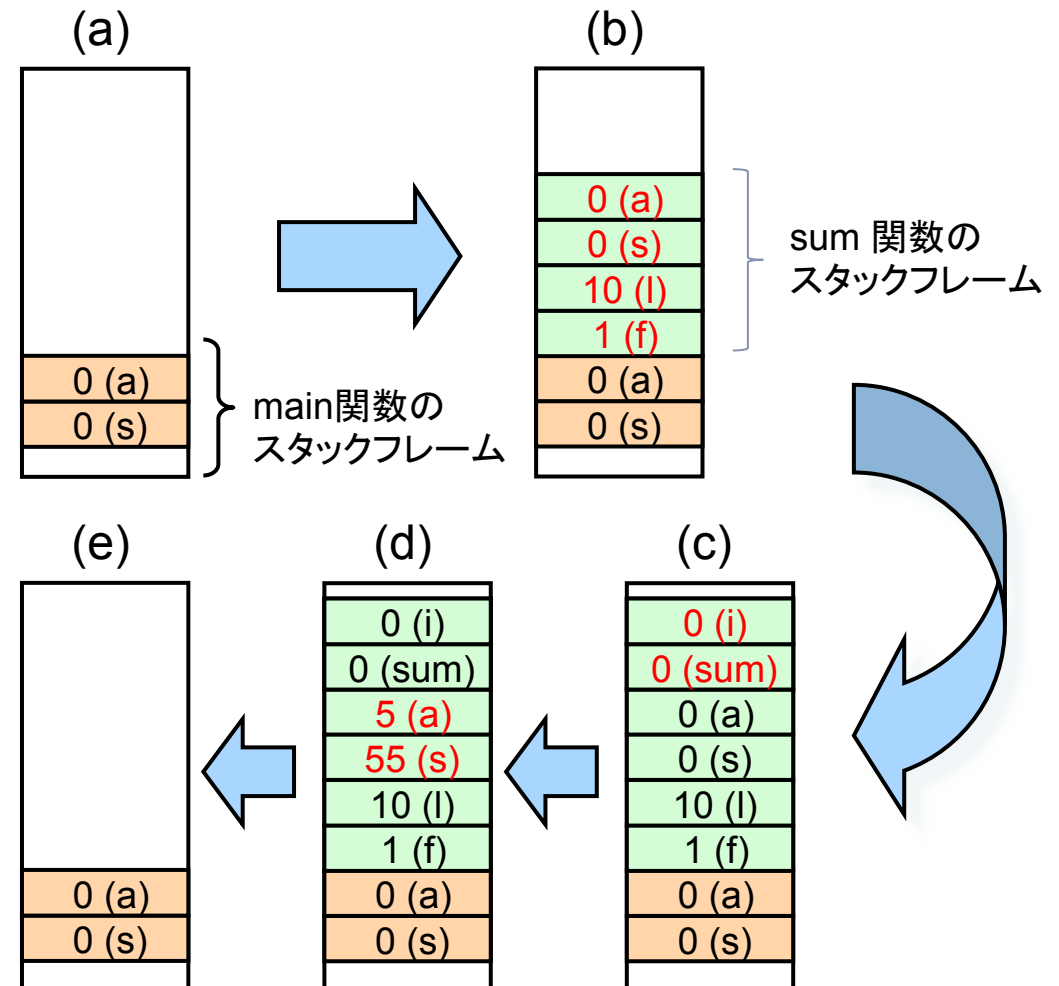 (a)
0 (a)
0 (s)
main関数の
スタックフレーム
(b)
0 (a)
0 (s)
10 (l)
1 (f)
0 (a)
0 (s)
sum 関数の
スタックフレーム
(e)
0 (a)
0 (s)
(d)
0 (i)
0 (sum)
5 (a)
55 (s)
10 (l)
1 (f)
0 (a)
0 (s)
(c)
0 (i)
0 (sum)
0 (a)
0 (s)
10 (l)
1 (f)
0 (a)
0 (s)